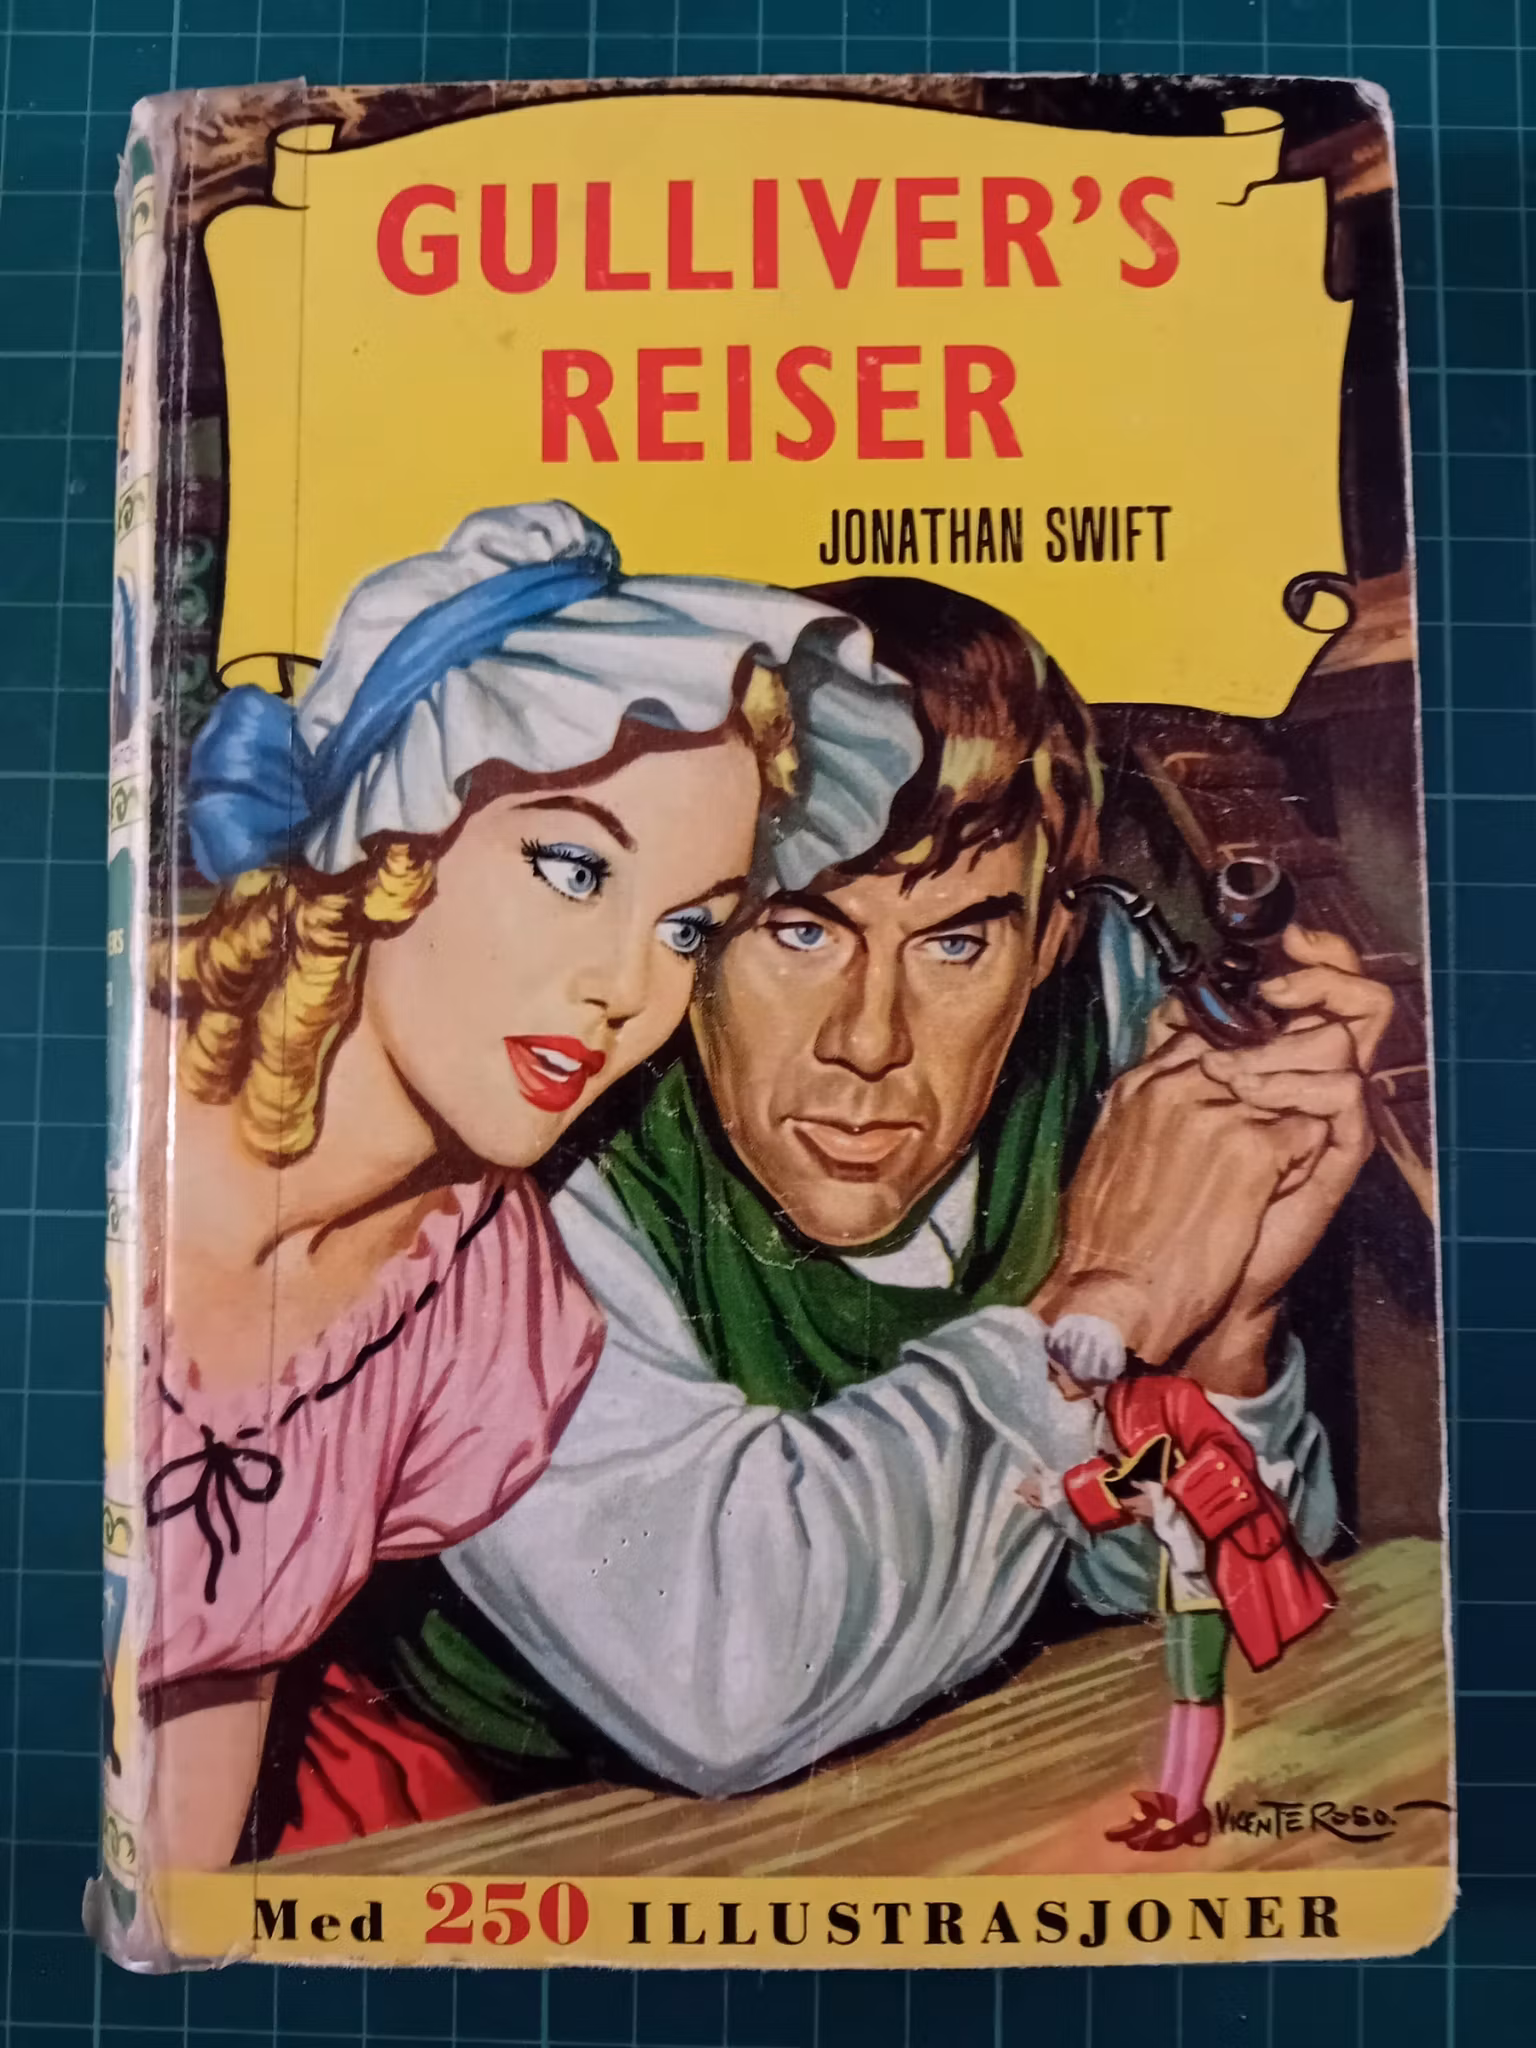 GULLIVER'S
REISER
JONATHAN SWIFT
VICENTE ROSO.
Med 250 ILLUSTRASJONER